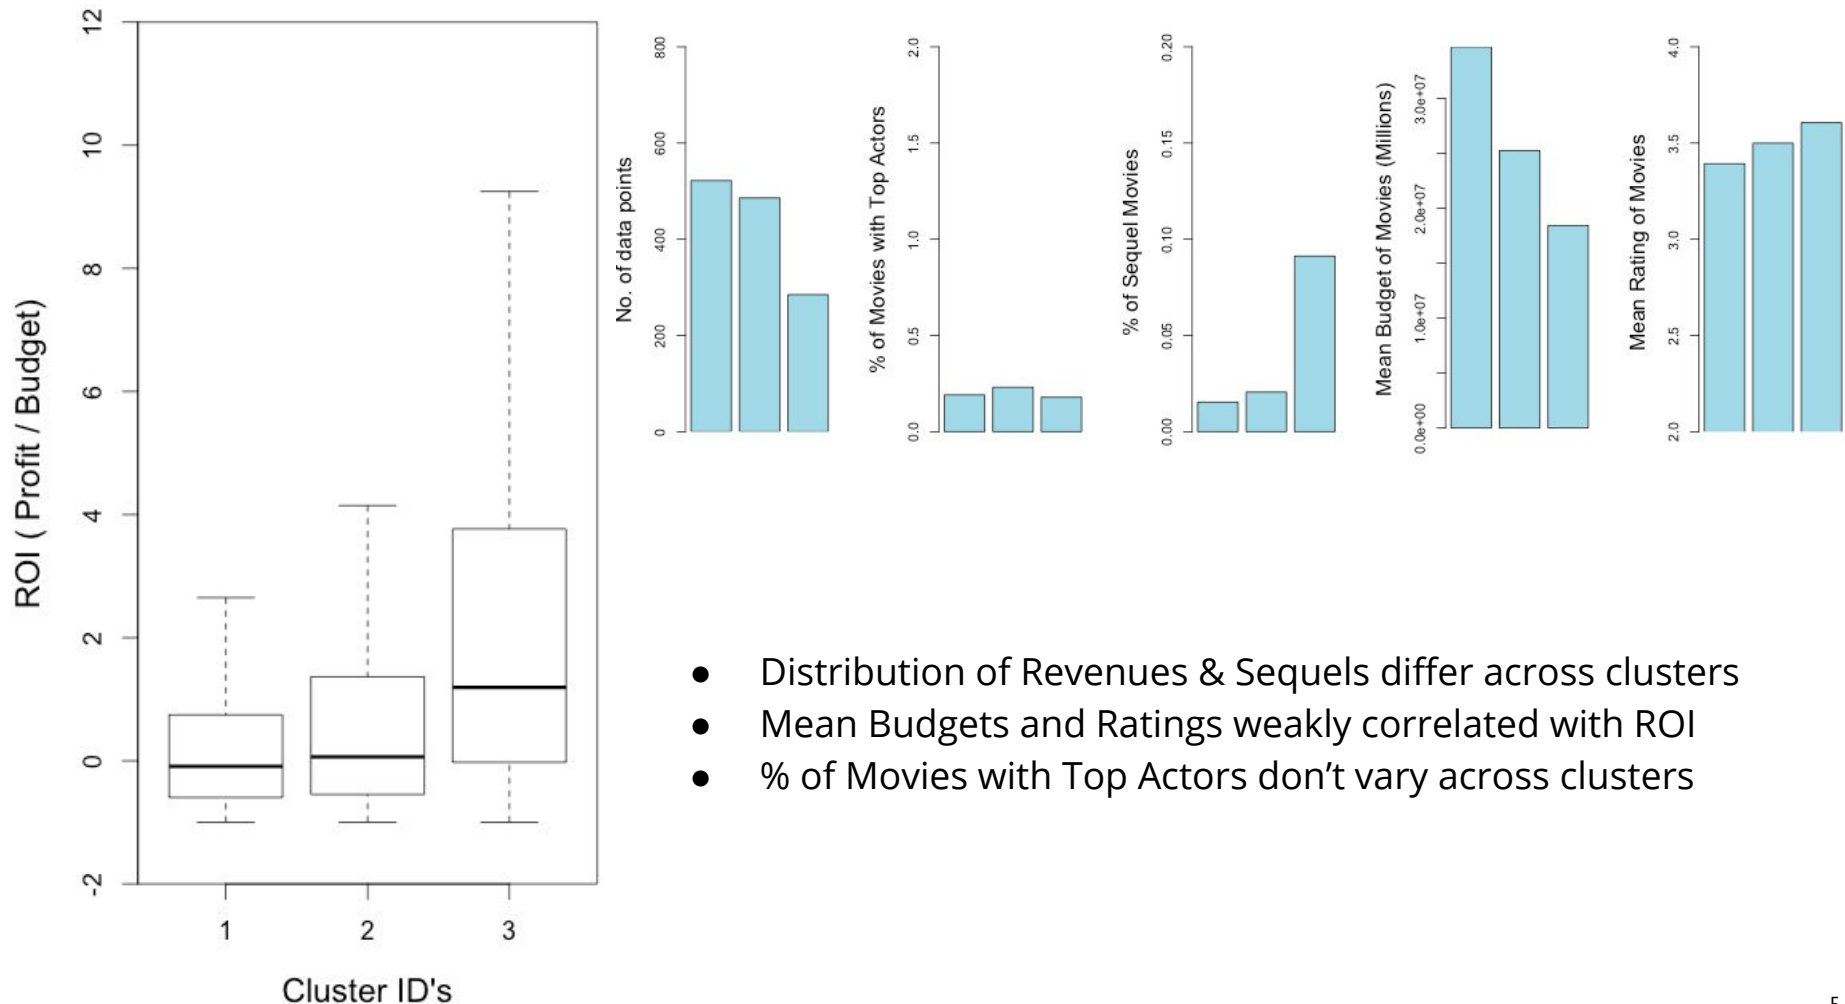 ROI ( Profit / Budget)
12
10
8
6
4
2
0
-2
1
2
3
Cluster ID's
No. of data points
800
600
400
200
0
% of Movies with Top Actors
2.0
1.5
1.0
0.5
0.0
% of Sequel Movies
0.20
0.15
0.10
0.05
0.00
Mean Budget of Movies (Millions)
3.0e+07
2.0e+07
1.0e+07
0.0e+00
Mean Rating of Movies
4.0
3.5
3.0
2.5
2.0
● Distribution of Revenues & Sequels differ across clusters
● Mean Budgets and Ratings weakly correlated with ROI
● % of Movies with Top Actors don’t vary across clusters